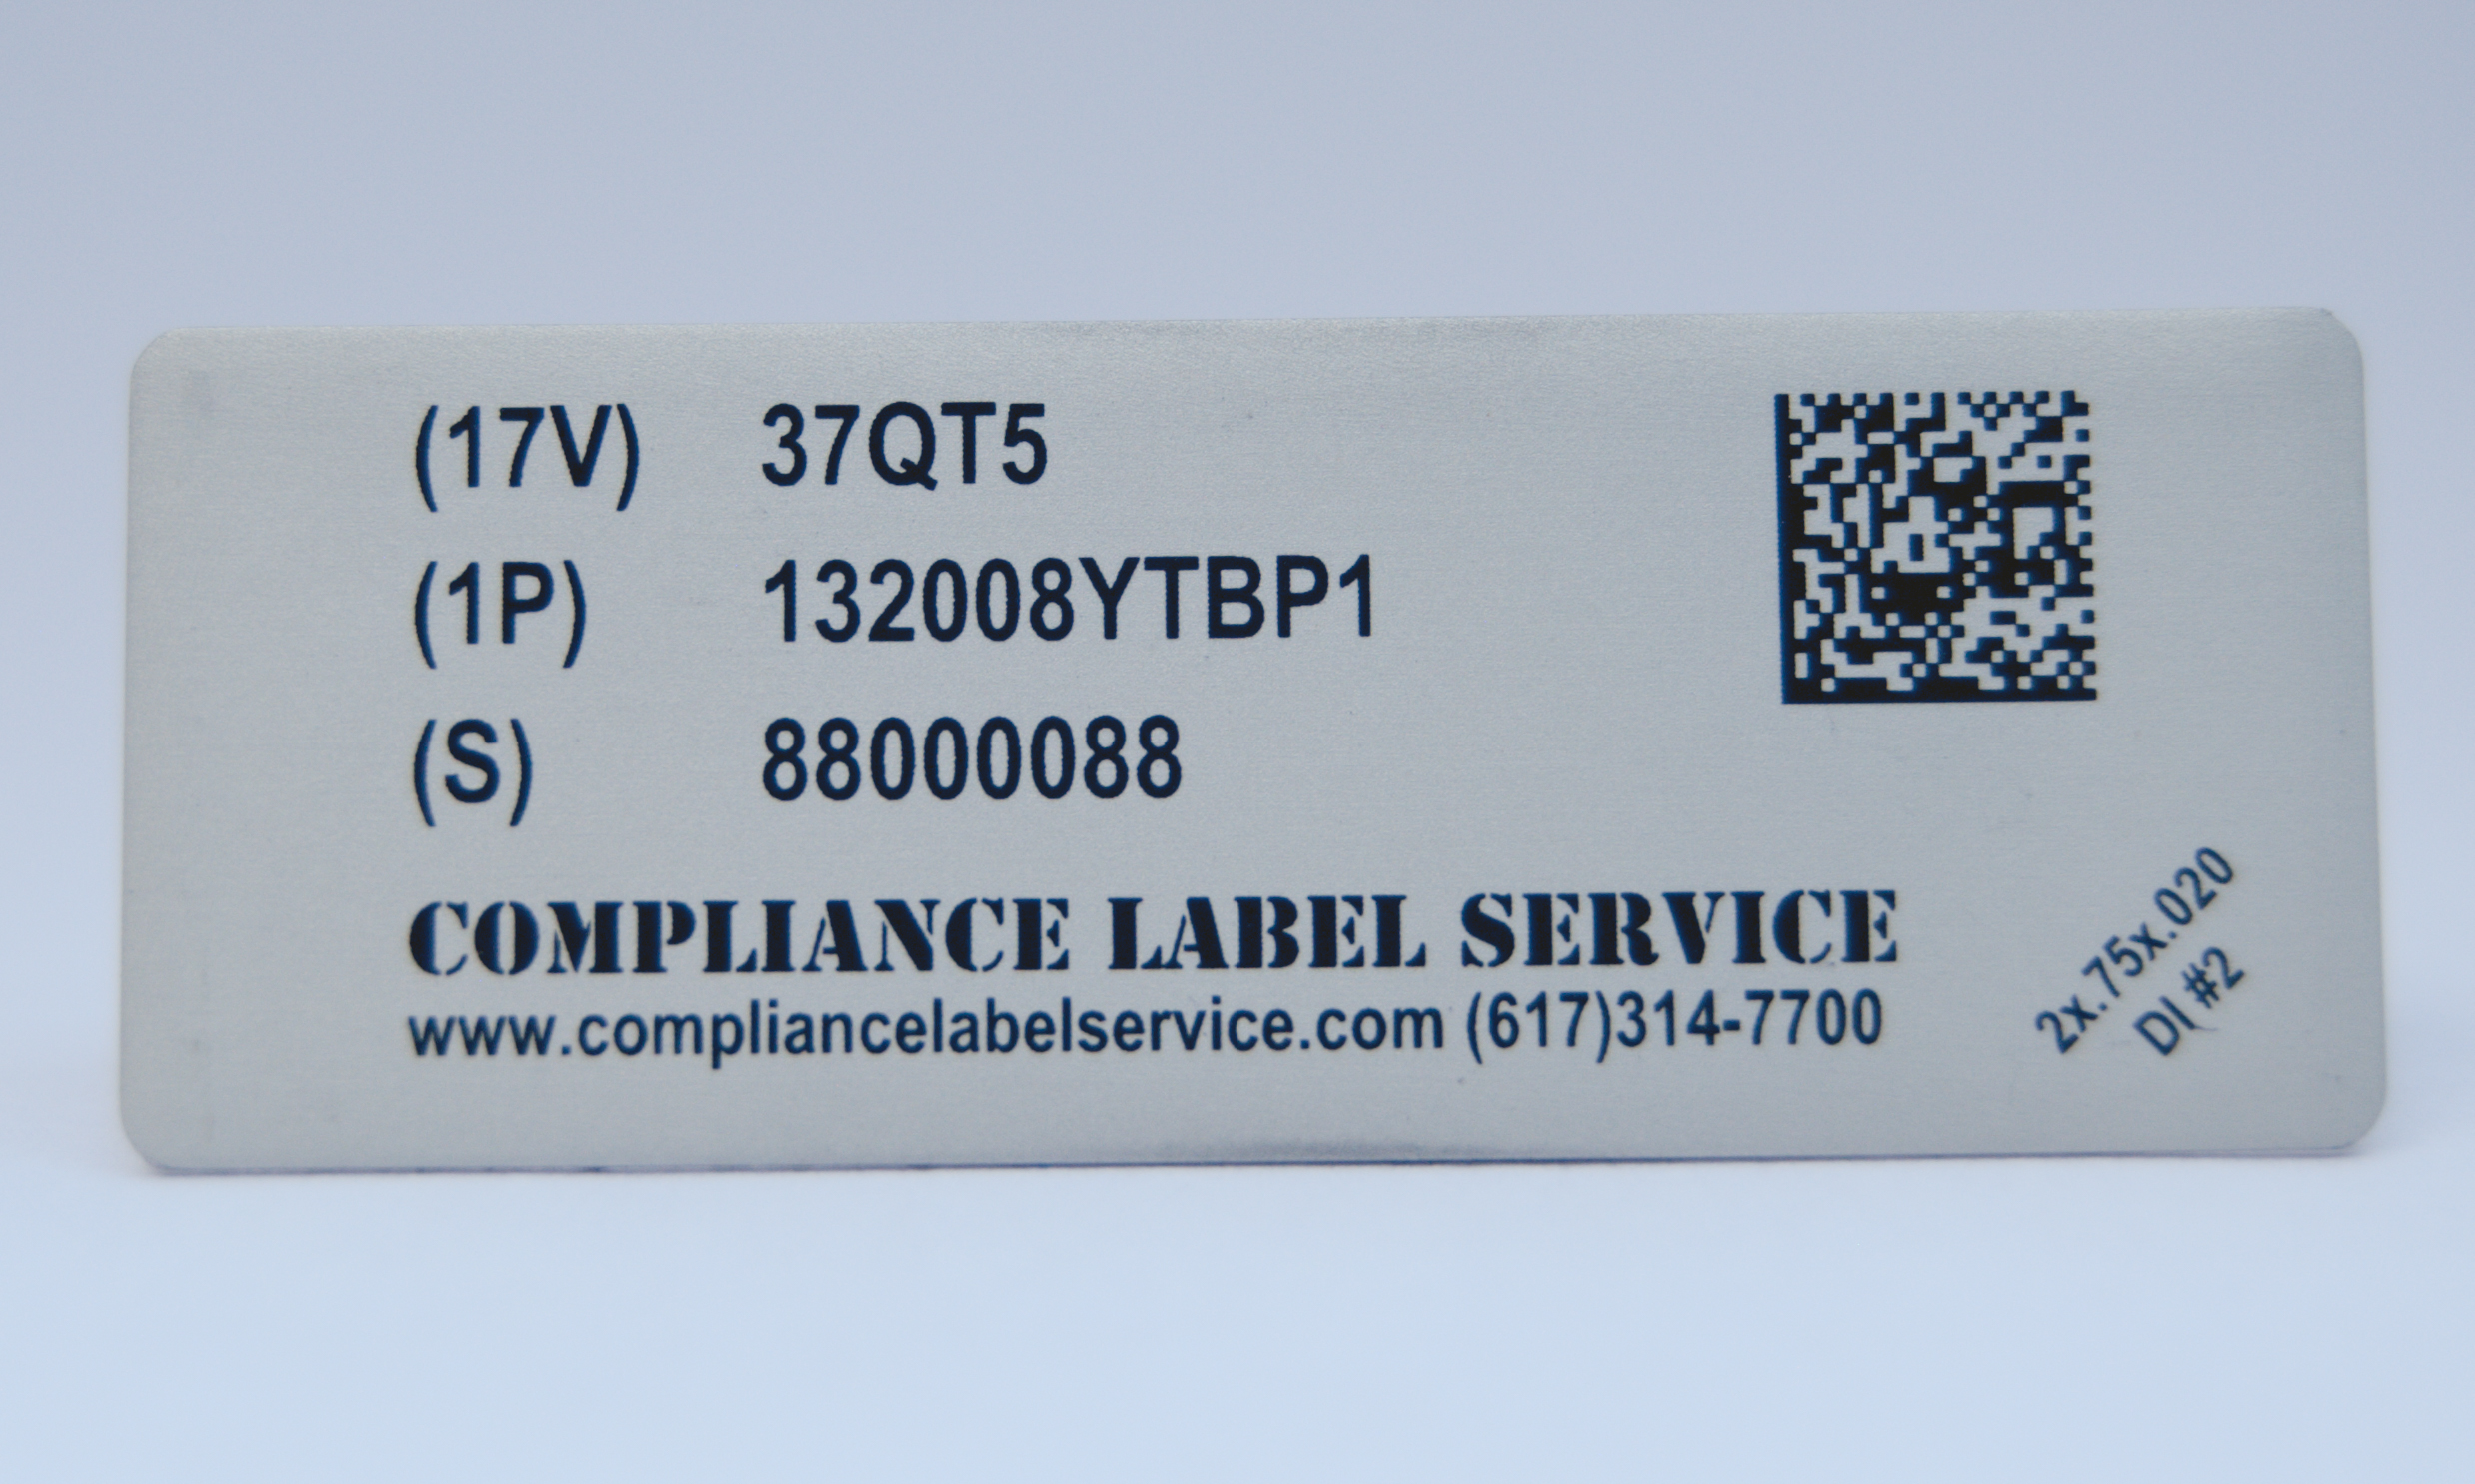 (17V) 37QT5
(1P) 132008YTBP1
(S) 88000088
COMPLIANCE LABEL SERVICE
www.compliancelabelservice.com (617)314-7700
2x.75x.020
DI #2